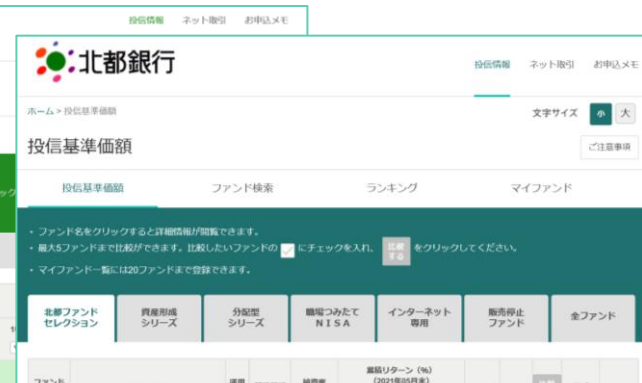 投信情報 ネット取引 お申込メモ
北都銀行
投信情報 ネット取引 お申込メモ
ホーム > 投信基準価額
文字サイズ 小 大
投信基準価額
ご注意事項
投信基準価額 ファンド検索 ランキング マイファンド
・ファンド名をクリックすると詳細情報が閲覧できます。
・最大5ファンドまで比較ができます。比較したいファンドの にチェックを入れ、 比較する をクリックしてください。
・マイファンド一覧には20ファンドまで登録できます。
北都ファンド
セレクション
資産形成
シリーズ
分配型
シリーズ
職場つみたて
NISA
インターネット
専用
販売停止
ファンド
全ファンド
ファンド
純資産
騰落リターン (%)
(2021年05月末)